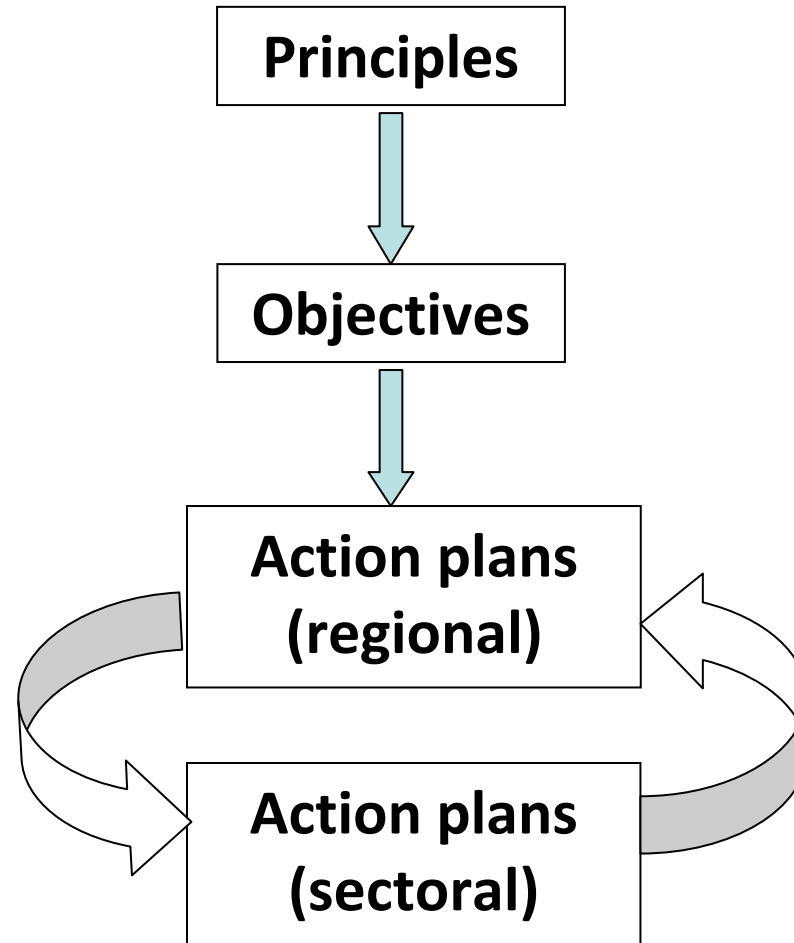 Principles
Objectives
Action plans
(regional)
Action plans
(sectoral)